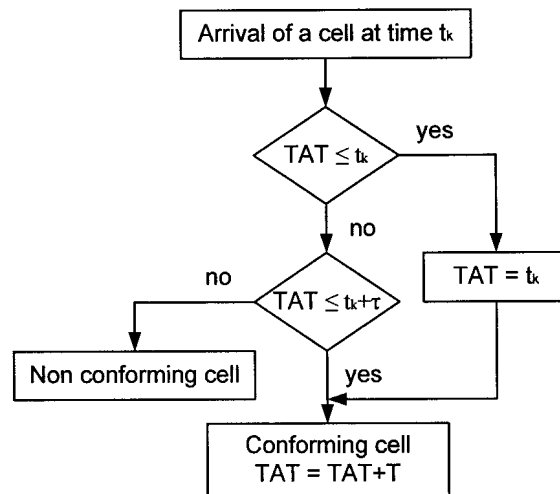 Arrival of a cell at time tk
yes
TAT ≤ tk
no
no
TAT = tk
TAT ≤ tk+τ
Non conforming cell
yes
Conforming cell
TAT = TAT+T